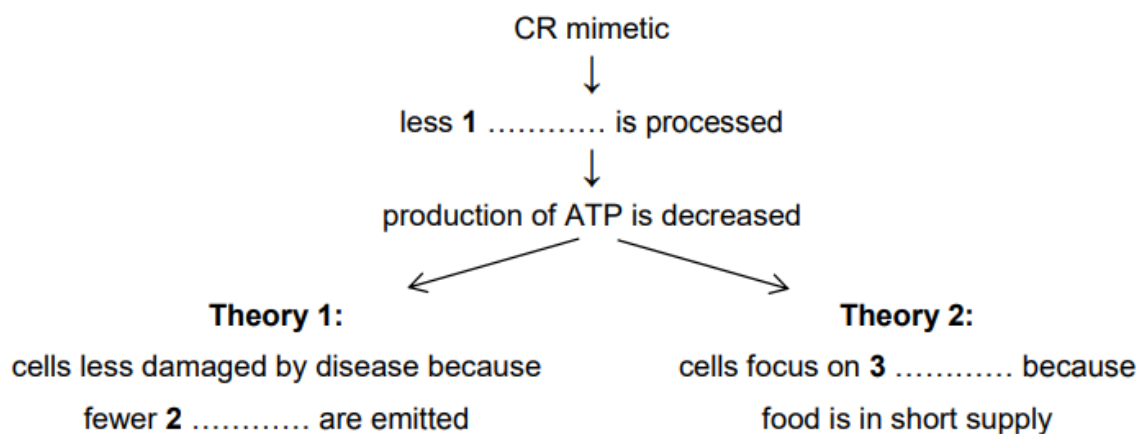 CR mimetic
less 1 ………… is processed
production of ATP is decreased
Theory 1:
cells less damaged by disease because
fewer 2 ………… are emitted
Theory 2:
cells focus on 3 ………… because
food is in short supply